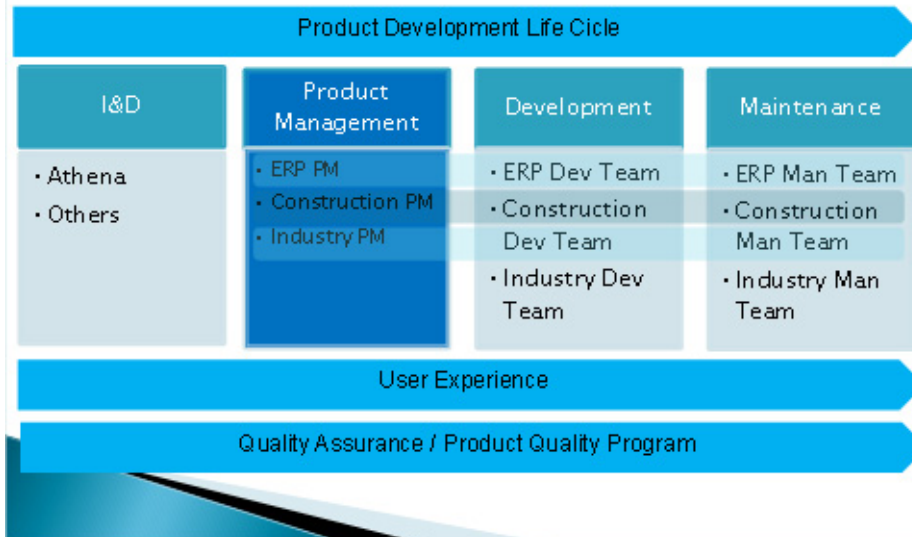 Product Development Life Cicle
I&D
Product
Management
Development
Maintenance
· Athena
· Others
· ERP PM
· Construction PM
· Industry PM
· ERP Dev Team
· Construction
Dev Team
· Industry Dev
Team
· ERP Man Team
· Construction
Man Team
· Industry Man
Team
User Experience
Quality Assurance / Product Quality Program